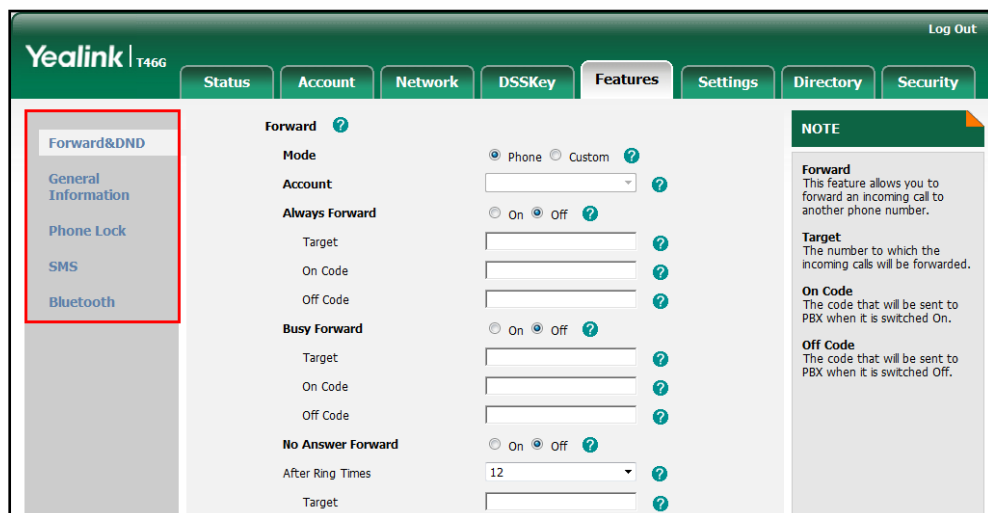 Log Out
Yealink T46G
Status Account Network DSSKey Features Settings Directory Security
Forward&DND
General
Information
Phone Lock
SMS
Bluetooth
Forward ?
Mode Phone Custom ?
Account ?
Always Forward On Off ?
Target ?
On Code ?
Off Code ?
Busy Forward On Off ?
Target ?
On Code ?
Off Code ?
No Answer Forward On Off ?
After Ring Times 12 ?
Target ?
NOTE
Forward
This feature allows you to
forward an incoming call to
another phone number.
Target
The number to which the
incoming calls will be forwarded.
On Code
The code that will be sent to
PBX when it is switched On.
Off Code
The code that will be sent to
PBX when it is switched Off.